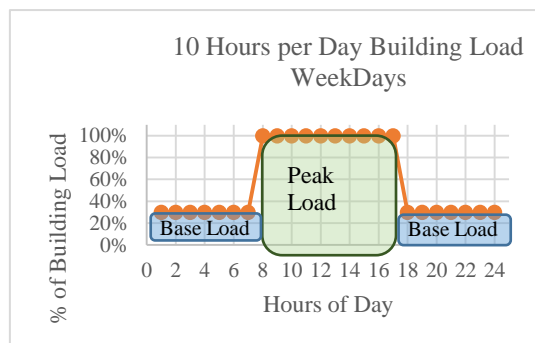 10 Hours per Day Building Load
WeekDays
% of Building Load
100%
80%
60%
40%
20%
0%
Peak
Load
Base Load
Base Load
0 2 4 6 8 10 12 14 16 18 20 22 24
Hours of Day